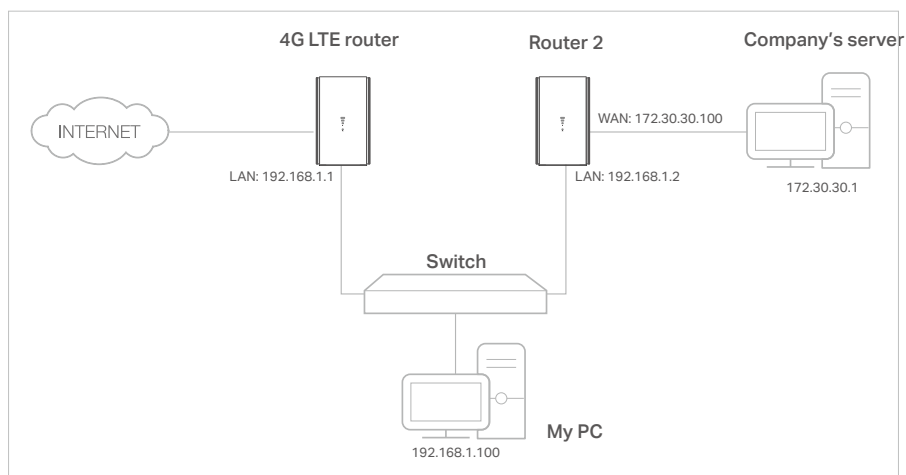 4G LTE router
Router 2
Company's server
INTERNET
WAN: 172.30.30.100
LAN: 192.168.1.1
LAN: 192.168.1.2
172.30.30.1
Switch
My PC
192.168.1.100